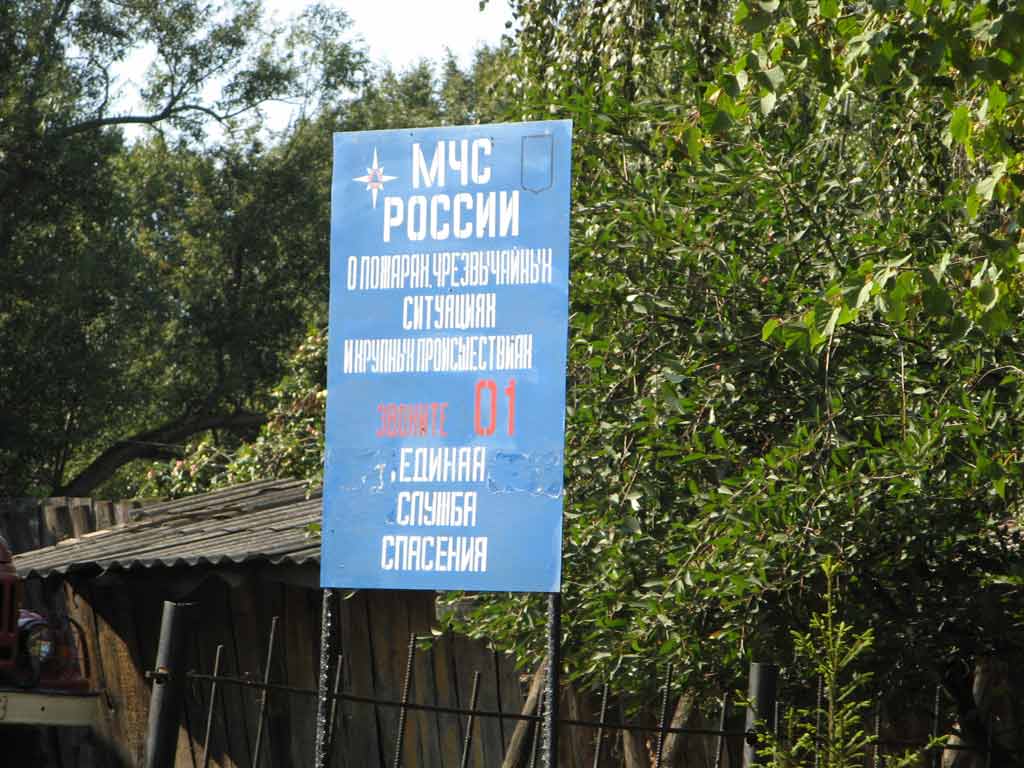 МЧС
РОССИИ
О ПОЖАРАХ, ЧРЕЗВЫЧАЙНЫХ
СИТУАЦИЯХ
И КРУПНЫХ ПРОИСШЕСТВИЯХ
ЗВОНИТЕ 01
ЕДИНАЯ
СЛУЖБА
СПАСЕНИЯ